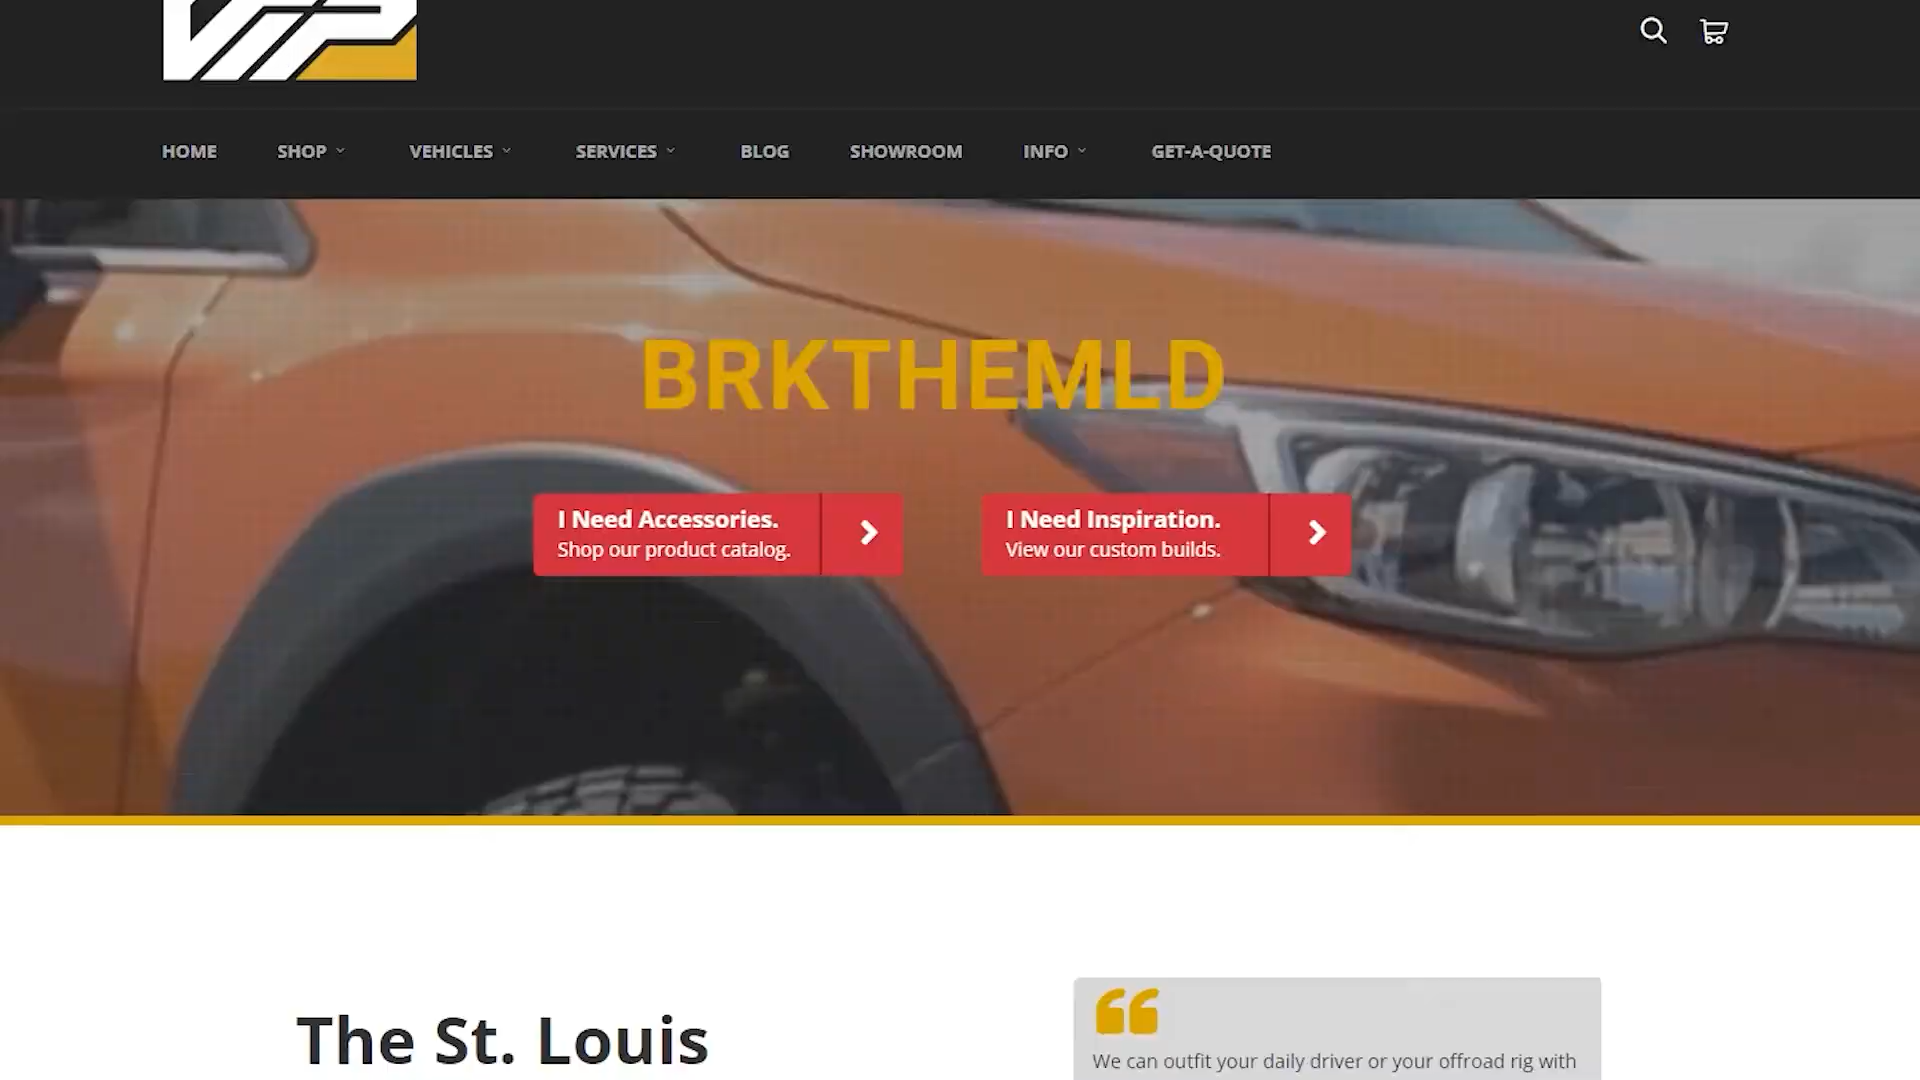 VIP
HOME SHOP VEHICLES SERVICES BLOG SHOWROOM INFO GET-A-QUOTE
BRKTHEMLD
I Need Accessories.
Shop our product catalog.
I Need Inspiration.
View our custom builds.
The St. Louis
We can outfit your daily driver or your offroad rig with